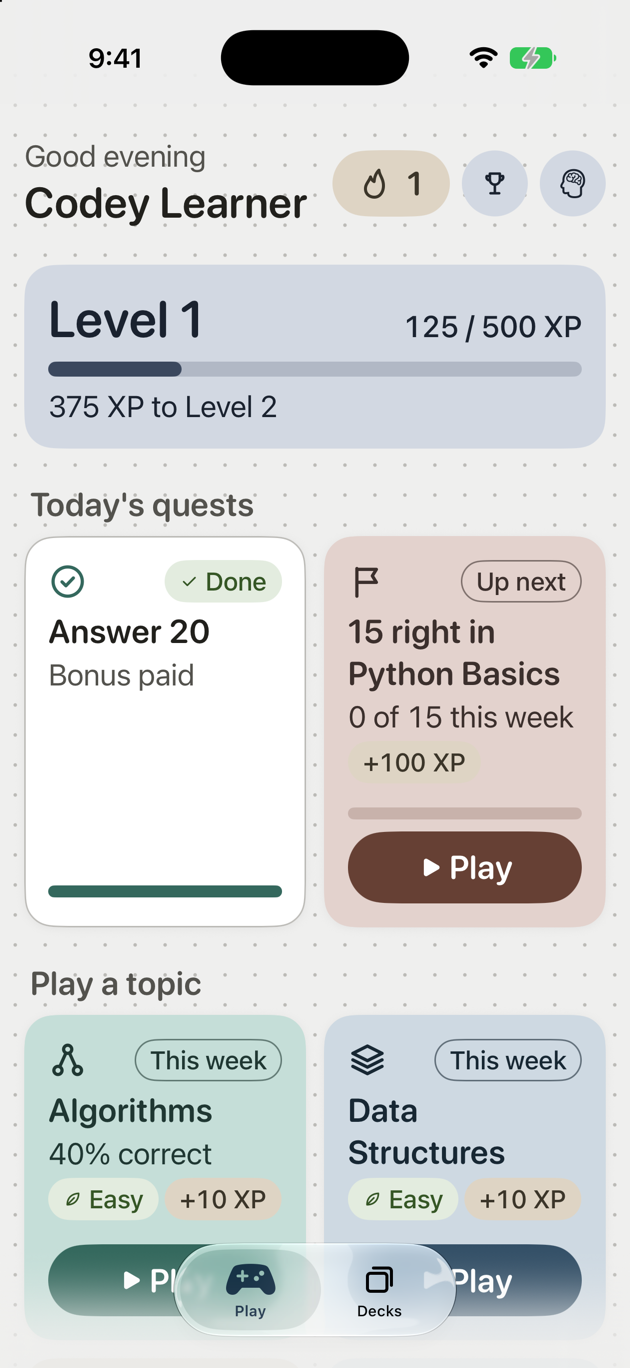 9:41
Good evening
Codey Learner
1
Level 1
125 / 500 XP
375 XP to Level 2
Today's quests
Done
Answer 20
Bonus paid
Up next
15 right in
Python Basics
0 of 15 this week
+100 XP
Play
Play a topic
This week
Algorithms
40% correct
Easy
+10 XP
Play
This week
Data
Structures
Easy
+10 XP
Play
Play
Decks